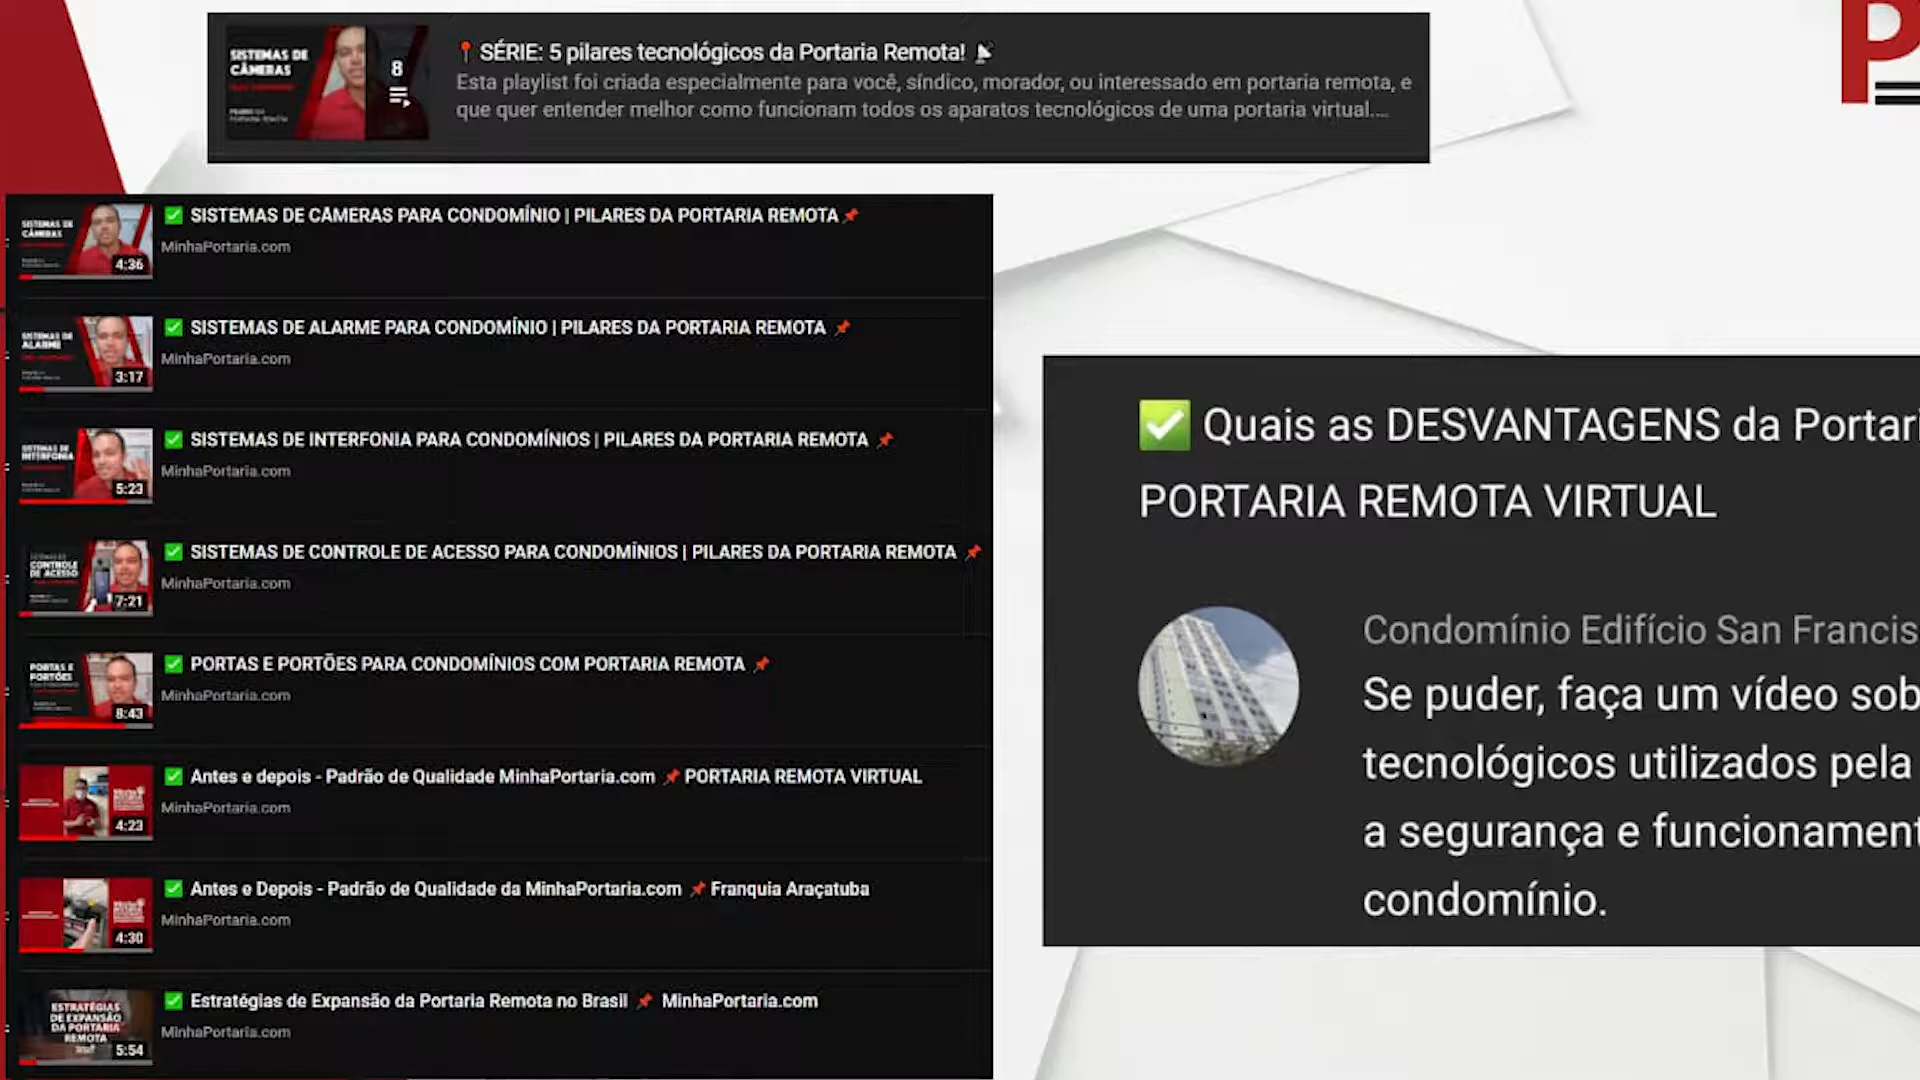 SISTEMAS DE
CÂMERAS
8
📍 SÉRIE: 5 pilares tecnológicos da Portaria Remota! 📡
Esta playlist foi criada especialmente para você, síndico, morador, ou interessado em portaria remota, e
que quer entender melhor como funcionam todos os aparatos tecnológicos de uma portaria virtual....
P
SISTEMAS DE
CÂMERAS
4:36
✅ SISTEMAS DE CÂMERAS PARA CONDOMÍNIO | PILARES DA PORTARIA REMOTA 📌
MinhaPortaria.com
SISTEMAS DE
ALARME
3:17
✅ SISTEMAS DE ALARME PARA CONDOMÍNIO | PILARES DA PORTARIA REMOTA 📌
MinhaPortaria.com
SISTEMAS DE
INTERFONIA
5:23
✅ SISTEMAS DE INTERFONIA PARA CONDOMÍNIOS | PILARES DA PORTARIA REMOTA 📌
MinhaPortaria.com
CONTROLE
DE ACESSO
7:21
✅ SISTEMAS DE CONTROLE DE ACESSO PARA CONDOMÍNIOS | PILARES DA PORTARIA REMOTA 📌
MinhaPortaria.com
PORTAS E
PORTÕES
8:43
✅ PORTAS E PORTÕES PARA CONDOMÍNIOS COM PORTARIA REMOTA 📌
MinhaPortaria.com
4:23
✅ Antes e depois - Padrão de Qualidade MinhaPortaria.com 📌 PORTARIA REMOTA VIRTUAL
MinhaPortaria.com
4:30
✅ Antes e Depois - Padrão de Qualidade da MinhaPortaria.com 📌 Franquia Araçatuba
MinhaPortaria.com
ESTRATÉGIAS
DE EXPANSÃO
DA PORTARIA
REMOTA
5:54
✅ Estratégias de Expansão da Portaria Remota no Brasil 📌 MinhaPortaria.com
MinhaPortaria.com
✅ Quais as DESVANTAGENS da Portari
PORTARIA REMOTA VIRTUAL
Condomínio Edifício San Francis
Se puder, faça um vídeo sob
tecnológicos utilizados pela
a segurança e funcionament
condomínio.